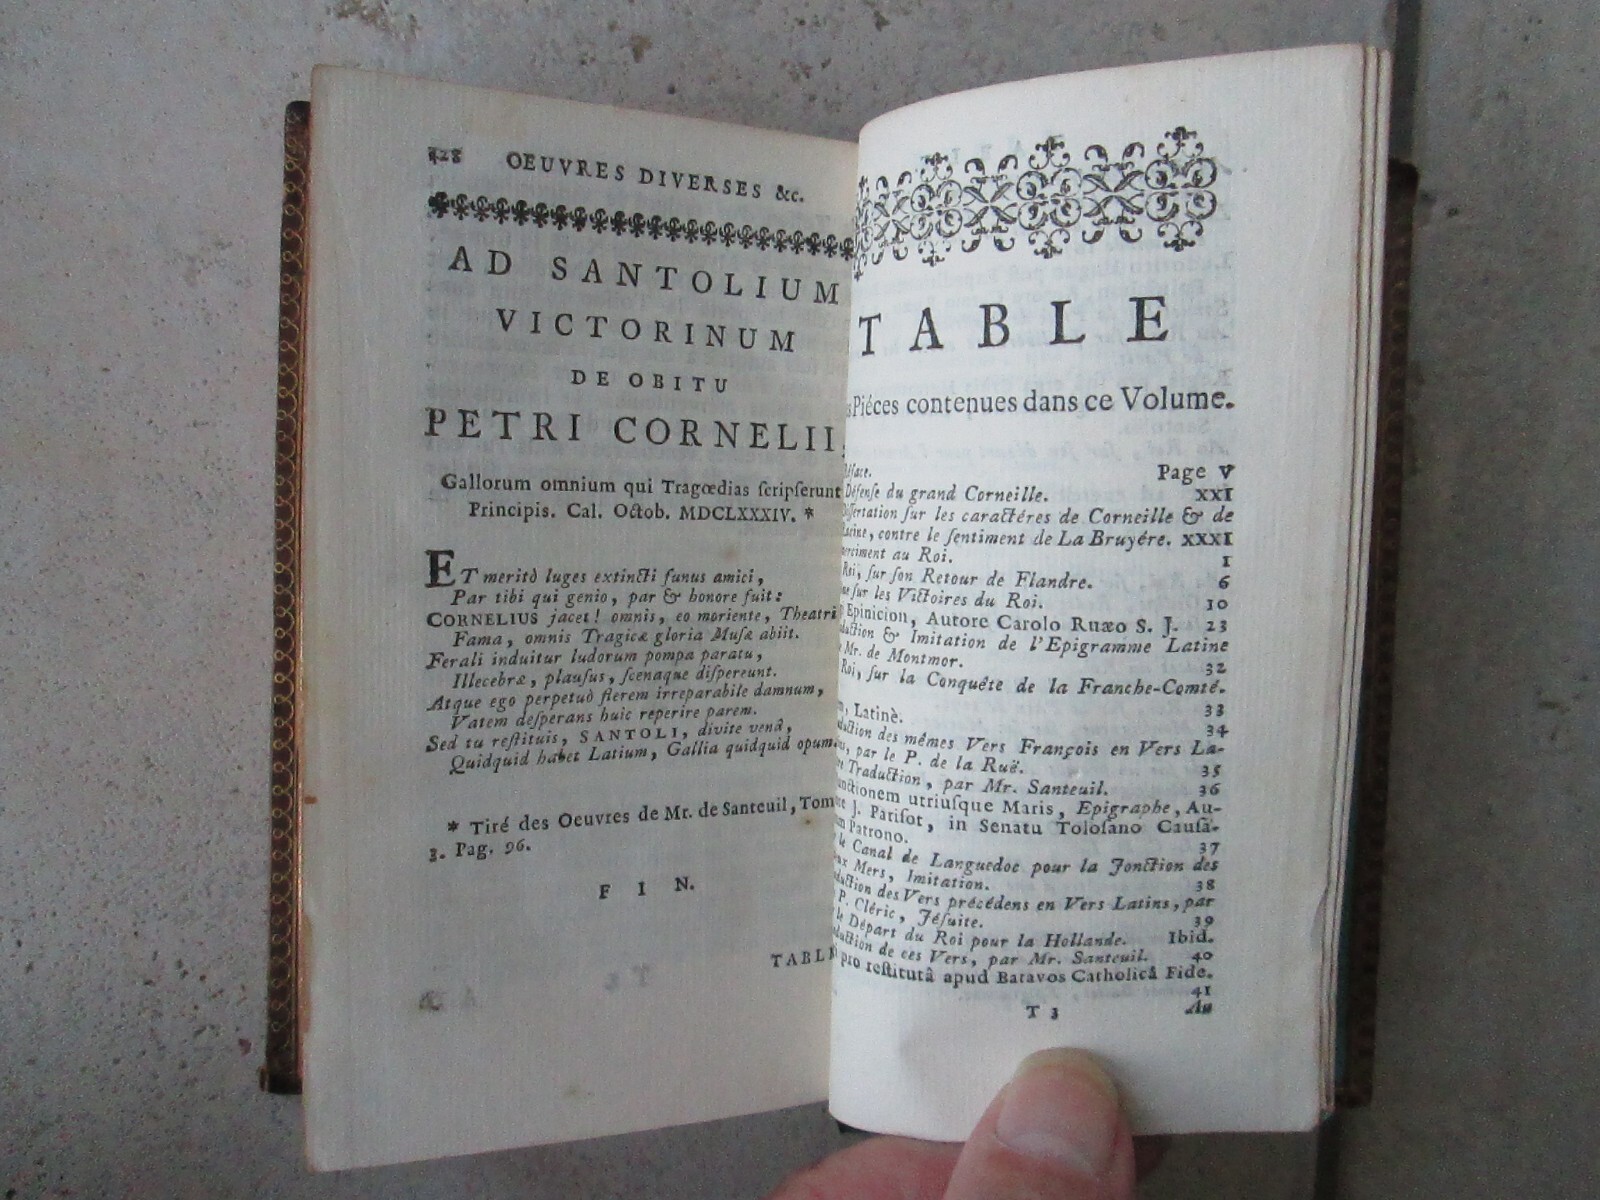 428 OEUVRES DIVERSES &c.
AD SANTOLIUM
VICTORINUM
DE OBITU
PETRI CORNELII,
Gallorum omnium qui Tragœdias ſcripſerunt
Principis. Cal. Octob. MDCLXXXIV. *
ET meritò luges extincti funus amici,
Par tibi qui genio, par & honore fuit:
CORNELIUS jacet! omnis, eo moriente, Theatri
Fama, omnis Tragicæ gloria Muſæ abiit.
Ferali induitur ludorum pompa paratu,
Illecebræ, plauſus, ſcenaque diſpereunt.
Atque ego perpetuò flerem irreparabile damnum,
Vatem deſperans huic reperire parem.
Sed tu reſtituis, SANTOLI, divite venâ,
Quidquid habet Latium, Gallia quidquid opum.
* Tiré des Oeuvres de Mr. de Santeuil, Tom
3. Pag. 96.
FIN.
TABLE
TABLE
Piéces contenues dans ce Volume.
Page V
Défenſe du grand Corneille. XXI
Diſſertation ſur les caractéres de Corneille & de
Racine, contre le ſentiment de La Bruyére. XXXI
au Roi. 1
Roi, ſur ſon Retour de Flandre. 6
ſur les Victoires du Roi. 10
Epinicion, Autore Carolo Ruæo S. J. 23
& Imitation de l'Epigramme Latine
Mr. de Montmor. 32
Roi, ſur la Conquête de la Franche-Comté.
33
Latinè. 34
des mêmes Vers François en Vers La-
par le P. de la Ruë. 35
Traduction, par Mr. Santeuil. 36
utriuſque Maris, Epigraphe, Au-
J. Pariſot, in Senatu Toloſano Cauſa-
Patrono. 37
le Canal de Languedoc pour la Jonction des
Mers, Imitation. 38
des Vers précédens en Vers Latins, par
P. Cléric, Jéſuite. 39
le Départ du Roi pour la Hollande. Ibid.
de ces Vers, par Mr. Santeuil. 40
pro reſtitutâ apud Batavos Catholicâ Fide.
41
T 3 Au